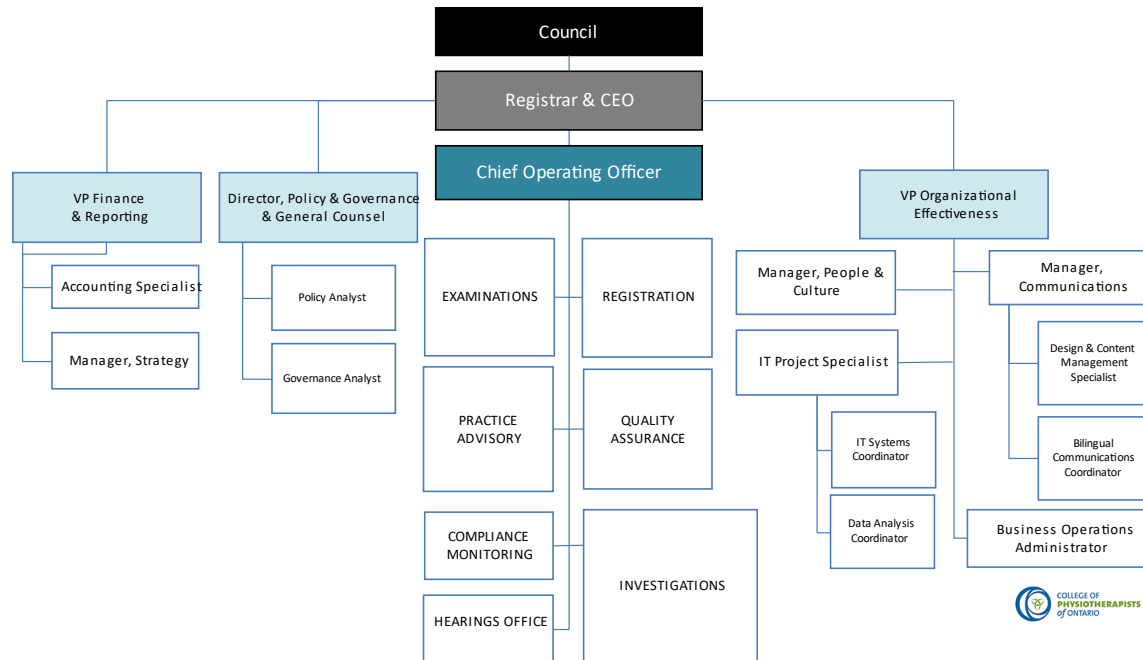 Council
Registrar & CEO
Chief Operating Officer
VP Finance
& Reporting
Accounting Specialist
Manager, Strategy
Director, Policy & Governance
& General Counsel
Policy Analyst
Governance Analyst
EXAMINATIONS
REGISTRATION
PRACTICE
ADVISORY
QUALITY
ASSURANCE
COMPLIANCE
MONITORING
INVESTIGATIONS
HEARINGS OFFICE
VP Organizational
Effectiveness
Manager, People &
Culture
IT Project Specialist
IT Systems
Coordinator
Data Analysis
Coordinator
Manager,
Communications
Design & Content
Management
Specialist
Bilingual
Communications
Coordinator
Business Operations
Administrator
COLLEGE OF
PHYSIOTHERAPISTS
of ONTARIO